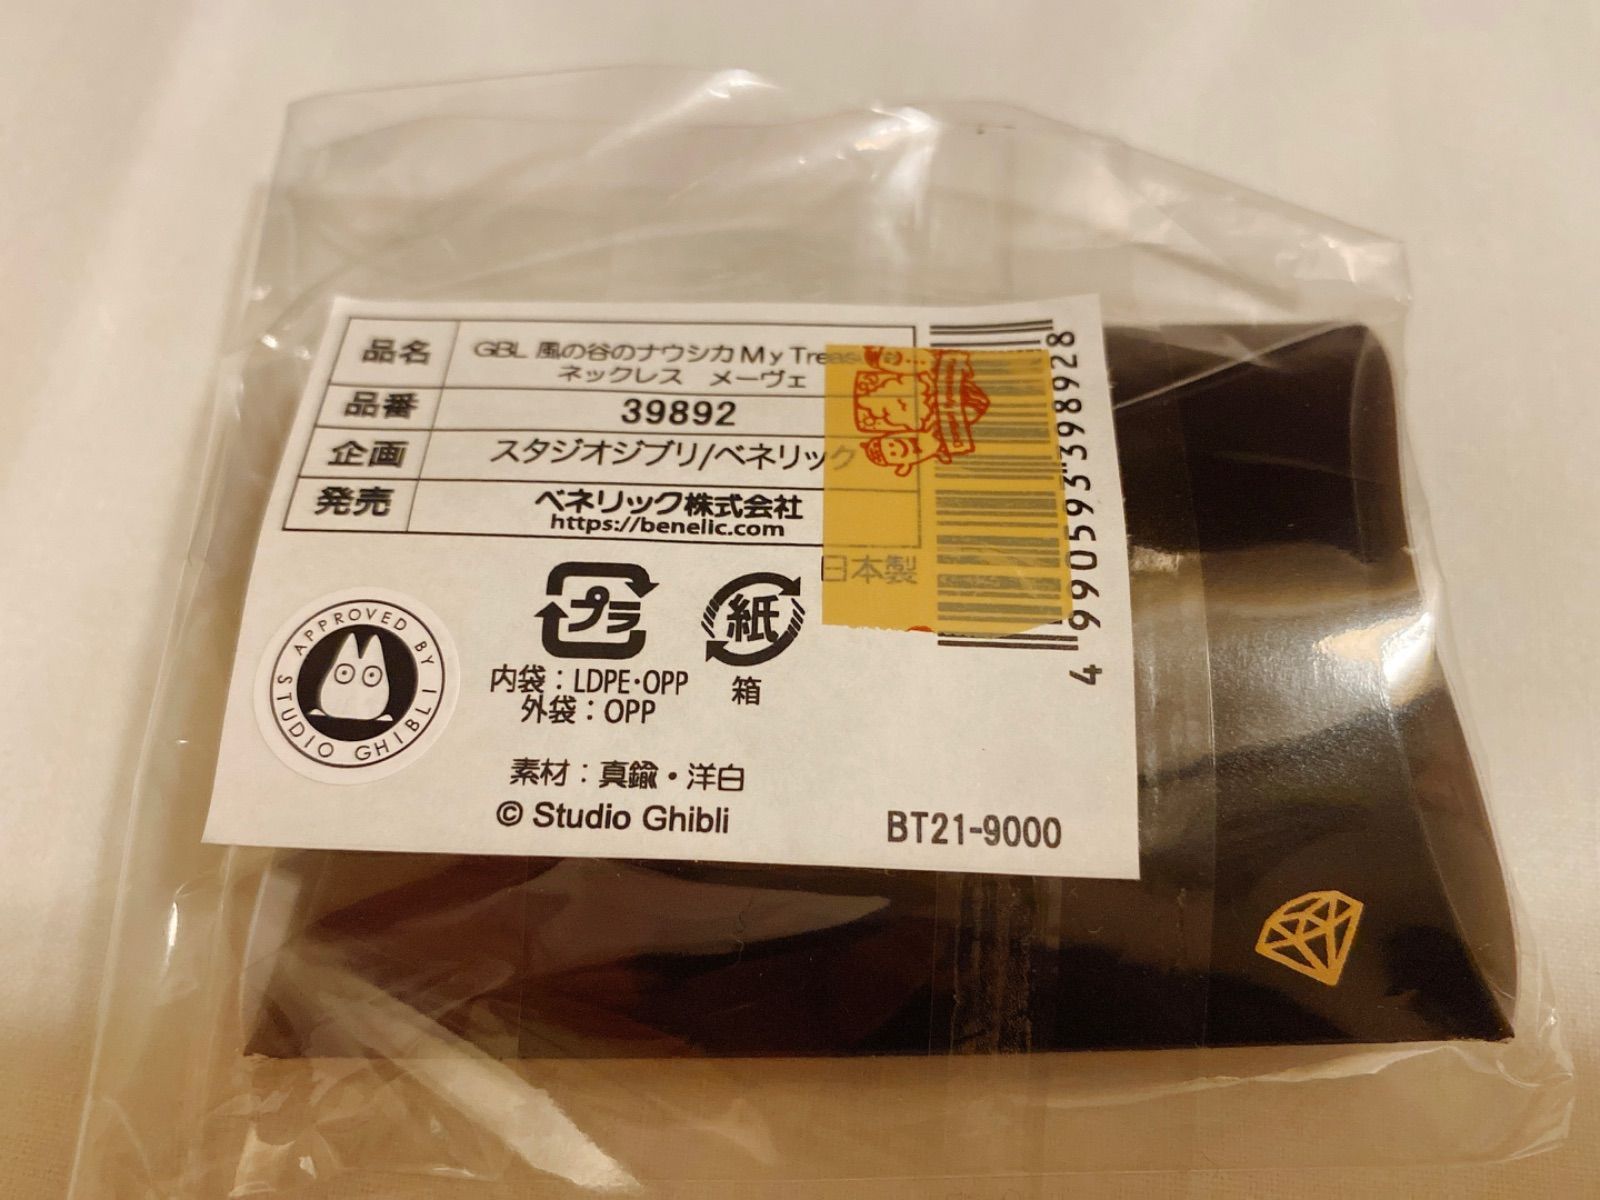 品名 GBL 風の谷のナウシカ My Treasure
ネックレス メーヴェ
品番 39892
企画 スタジオジブリ/ベネリック
発売 ベネリック株式会社
https://benelic.com
日本製
4 990593 398928
プラ
紙
内袋:LDPE・OPP
外袋:OPP
箱
APPROVED BY STUDIO GHIBLI
素材:真鍮・洋白
© Studio Ghibli
BT21-9000